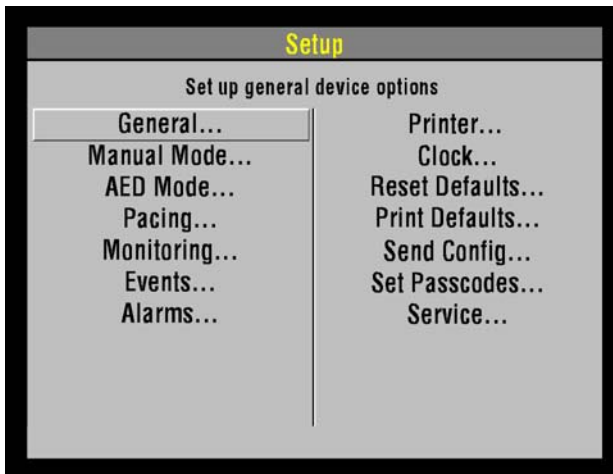 Setup
Set up general device options
General...
Manual Mode...
AED Mode...
Pacing...
Monitoring...
Events...
Alarms...
Printer...
Clock...
Reset Defaults...
Print Defaults...
Send Config...
Set Passcodes...
Service...